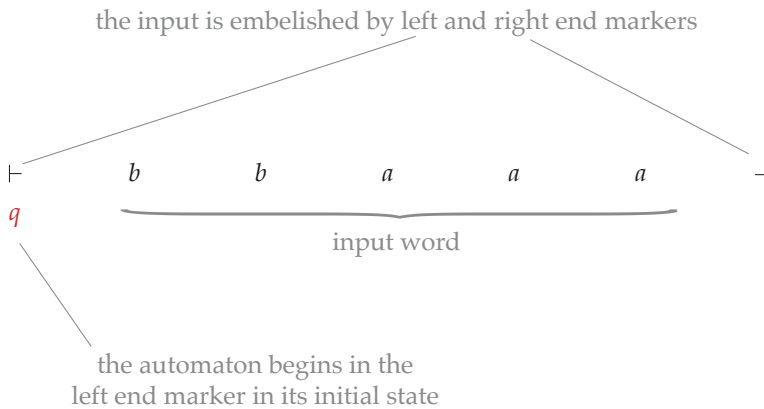 the input is embelished by left and right end markers
⊢ b b a a a –
q
input word
the automaton begins in the
left end marker in its initial state